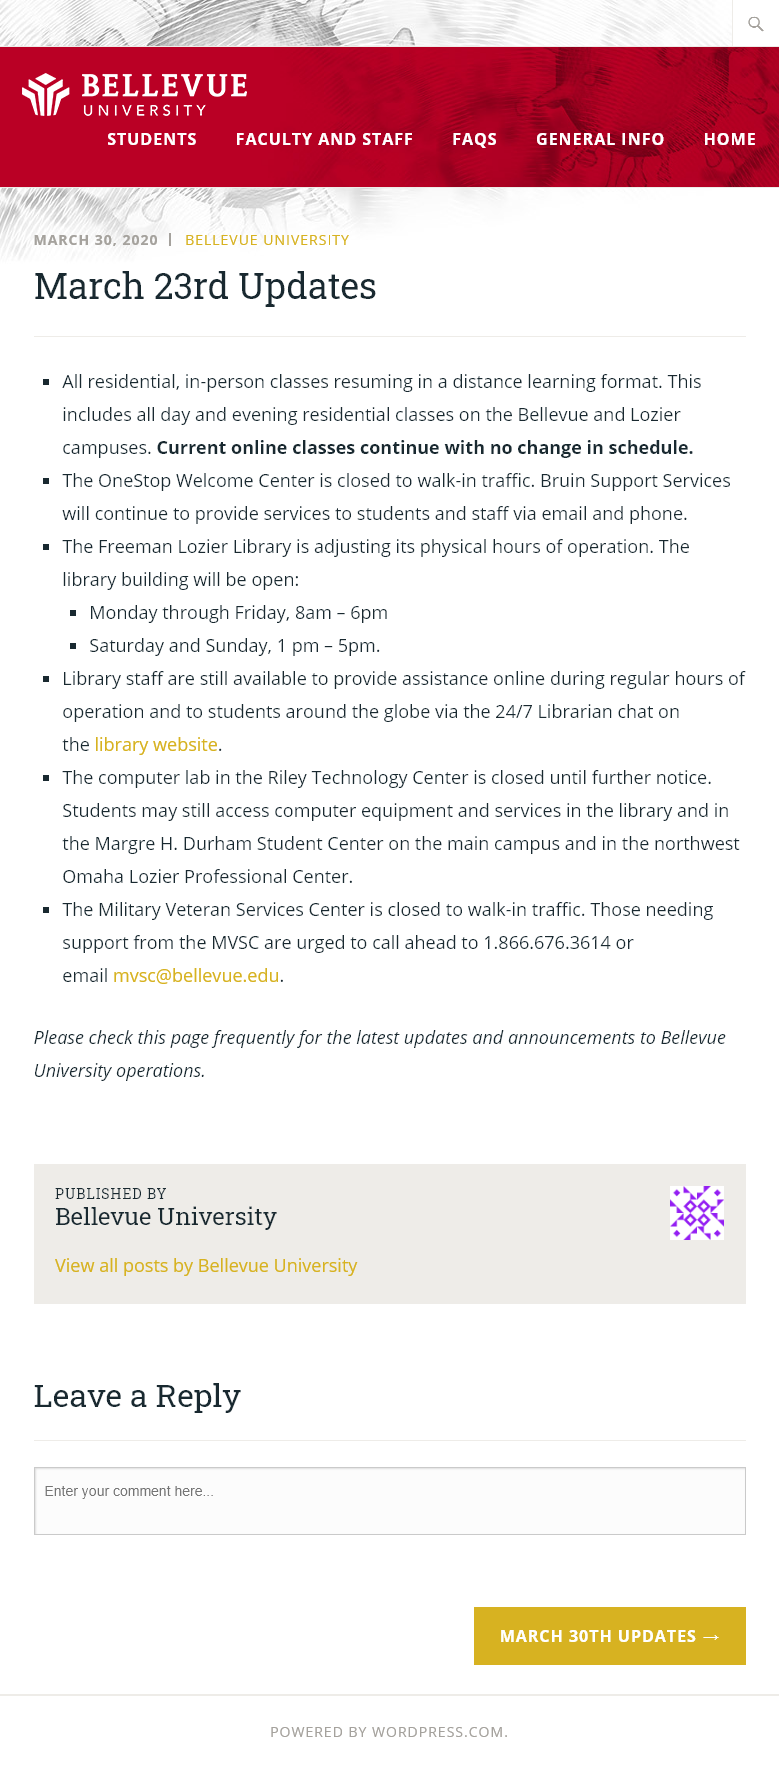 BELLEVUE
UNIVERSITY
STUDENTS FACULTY AND STAFF FAQS GENERAL INFO HOME
MARCH 30, 2020 | BELLEVUE UNIVERSITY
March 23rd Updates
All residential, in-person classes resuming in a distance learning format. This
includes all day and evening residential classes on the Bellevue and Lozier
campuses. Current online classes continue with no change in schedule.
The OneStop Welcome Center is closed to walk-in traffic. Bruin Support Services
will continue to provide services to students and staff via email and phone.
The Freeman Lozier Library is adjusting its physical hours of operation. The
library building will be open:
Monday through Friday, 8am – 6pm
Saturday and Sunday, 1 pm – 5pm.
Library staff are still available to provide assistance online during regular hours of
operation and to students around the globe via the 24/7 Librarian chat on
the library website.
The computer lab in the Riley Technology Center is closed until further notice.
Students may still access computer equipment and services in the library and in
the Margre H. Durham Student Center on the main campus and in the northwest
Omaha Lozier Professional Center.
The Military Veteran Services Center is closed to walk-in traffic. Those needing
support from the MVSC are urged to call ahead to 1.866.676.3614 or
email mvsc@bellevue.edu.
Please check this page frequently for the latest updates and announcements to Bellevue
University operations.
PUBLISHED BY
Bellevue University
View all posts by Bellevue University
Leave a Reply
Enter your comment here...
MARCH 30TH UPDATES →
POWERED BY WORDPRESS.COM.